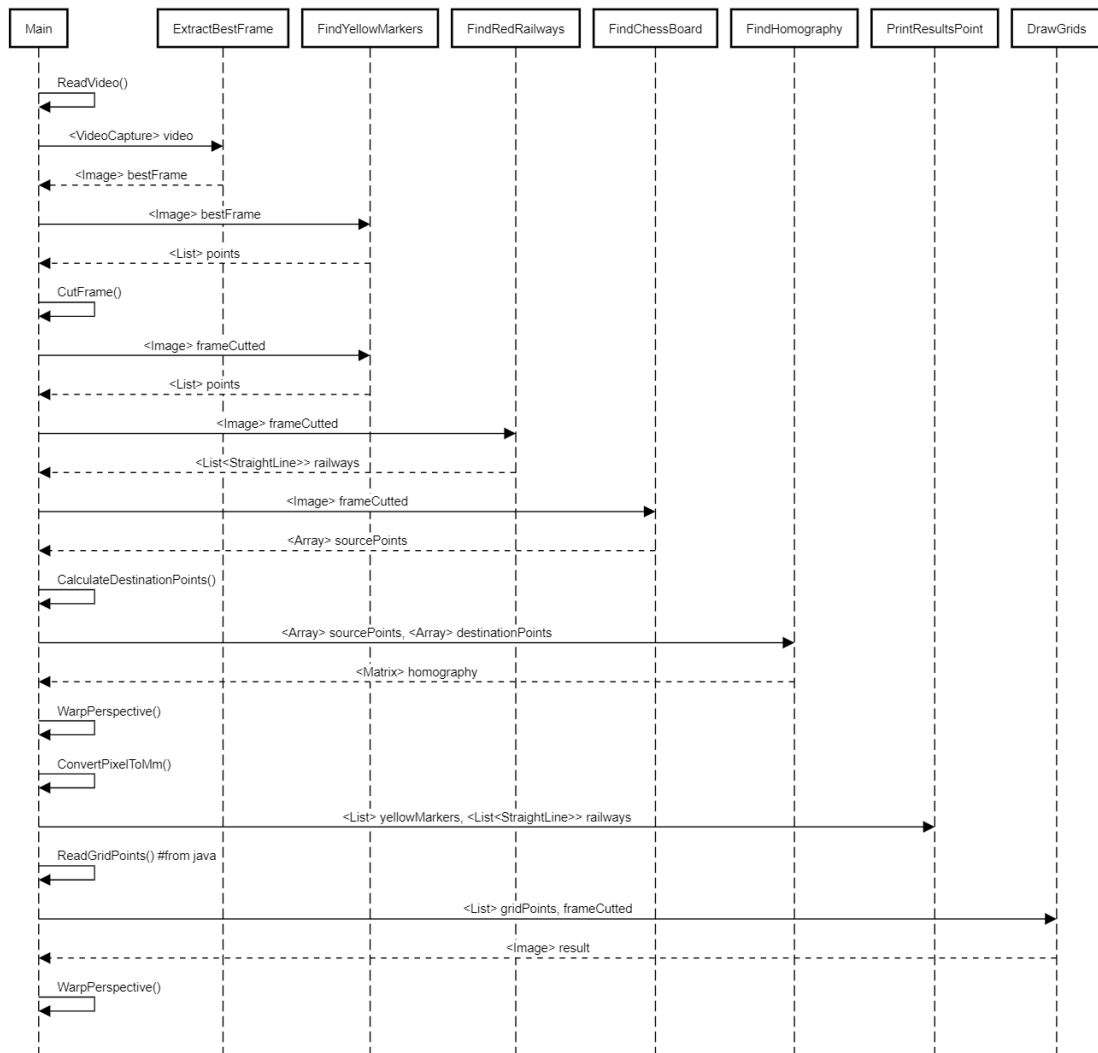 Main
ExtractBestFrame
FindYellowMarkers
FindRedRailways
FindChessBoard
FindHomography
PrintResultsPoint
DrawGrids
ReadVideo()
<VideoCapture> video
<Image> bestFrame
<Image> bestFrame
<List> points
CutFrame()
<Image> frameCutted
<List> points
<Image> frameCutted
<List<StraightLine>> railways
<Image> frameCutted
<Array> sourcePoints
CalculateDestinationPoints()
<Array> sourcePoints, <Array> destinationPoints
<Matrix> homography
WarpPerspective()
ConvertPixelToMm()
<List> yellowMarkers, <List<StraightLine>> railways
ReadGridPoints() #from java
<List> gridPoints, frameCutted
<Image> result
WarpPerspective()